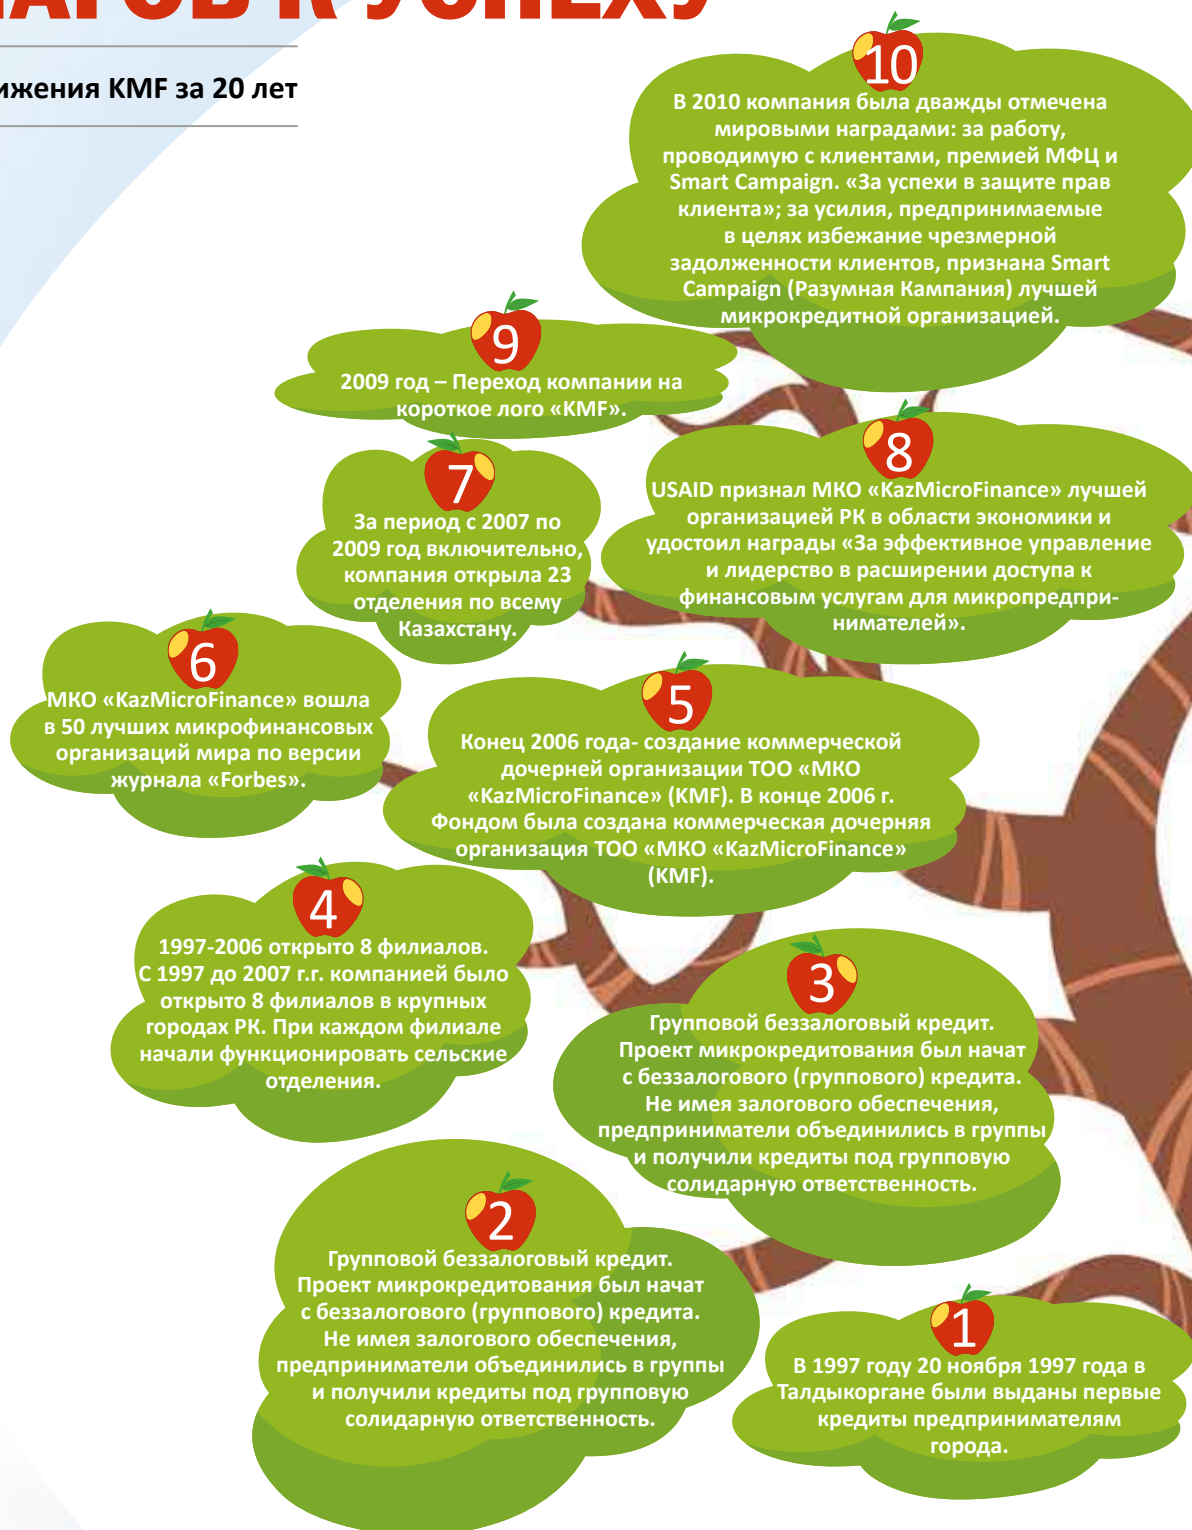 К УСПЕХУ
КМF за 20 лет
10
В 2010 компания была дважды отмечена
мировыми наградами: за работу,
проводимую с клиентами, премией МФЦ и
Smart Campaign. «За успехи в защите прав
клиента»; за усилия, предпринимаемые
в целях избежание чрезмерной
задолженности клиентов, признана Smart
Campaign (Разумная Кампания) лучшей
микрокредитной организацией.
9
2009 год – Переход компании на
короткое лого «KMF».
8
USAID признал МКО «KazMicroFinance» лучшей
организацией РК в области экономики и
удостоил награды «За эффективное управление
и лидерство в расширении доступа к
финансовым услугам для микропредпри-
нимателей».
7
За период с 2007 по
2009 год включительно,
компания открыла 23
отделения по всему
Казахстану.
6
МКО «KazMicroFinance» вошла
в 50 лучших микрофинансовых
организаций мира по версии
журнала «Forbes».
5
Конец 2006 года- создание коммерческой
дочерней организации ТОО «МКО
«KazMicroFinance» (KMF). В конце 2006 г.
Фондом была создана коммерческая дочерняя
организация ТОО «МКО «KazMicroFinance»
(KMF).
4
1997-2006 открыто 8 филиалов.
С 1997 до 2007 г.г. компанией было
открыто 8 филиалов в крупных
городах РК. При каждом филиале
начали функционировать сельские
отделения.
3
Групповой беззалоговый кредит.
Проект микрокредитования был начат
с беззалогового (группового) кредита.
Не имея залогового обеспечения,
предприниматели объединились в группы
и получили кредиты под групповую
солидарную ответственность.
2
Групповой беззалоговый кредит.
Проект микрокредитования был начат
с беззалогового (группового) кредита.
Не имея залогового обеспечения,
предприниматели объединились в группы
и получили кредиты под групповую
солидарную ответственность.
1
В 1997 году 20 ноября 1997 года в
Талдыкоргане были выданы первые
кредиты предпринимателям
города.